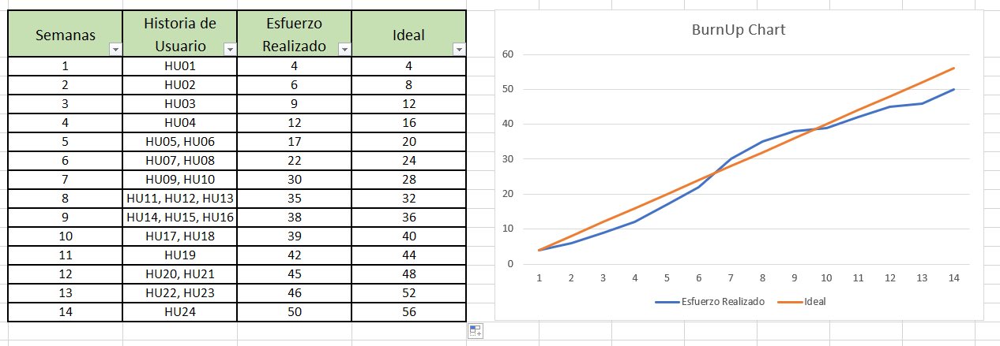 Semanas Historia de Usuario Esfuerzo Realizado Ideal
1 HU01 4 4
2 HU02 6 8
3 HU03 9 12
4 HU04 12 16
5 HU05, HU06 17 20
6 HU07, HU08 22 24
7 HU09, HU10 30 28
8 HU11, HU12, HU13 35 32
9 HU14, HU15, HU16 38 36
10 HU17, HU18 39 40
11 HU19 42 44
12 HU20, HU21 45 48
13 HU22, HU23 46 52
14 HU24 50 56
BurnUp Chart
60
50
40
30
20
10
0
1 2 3 4 5 6 7 8 9 10 11 12 13 14
Esfuerzo Realizado Ideal